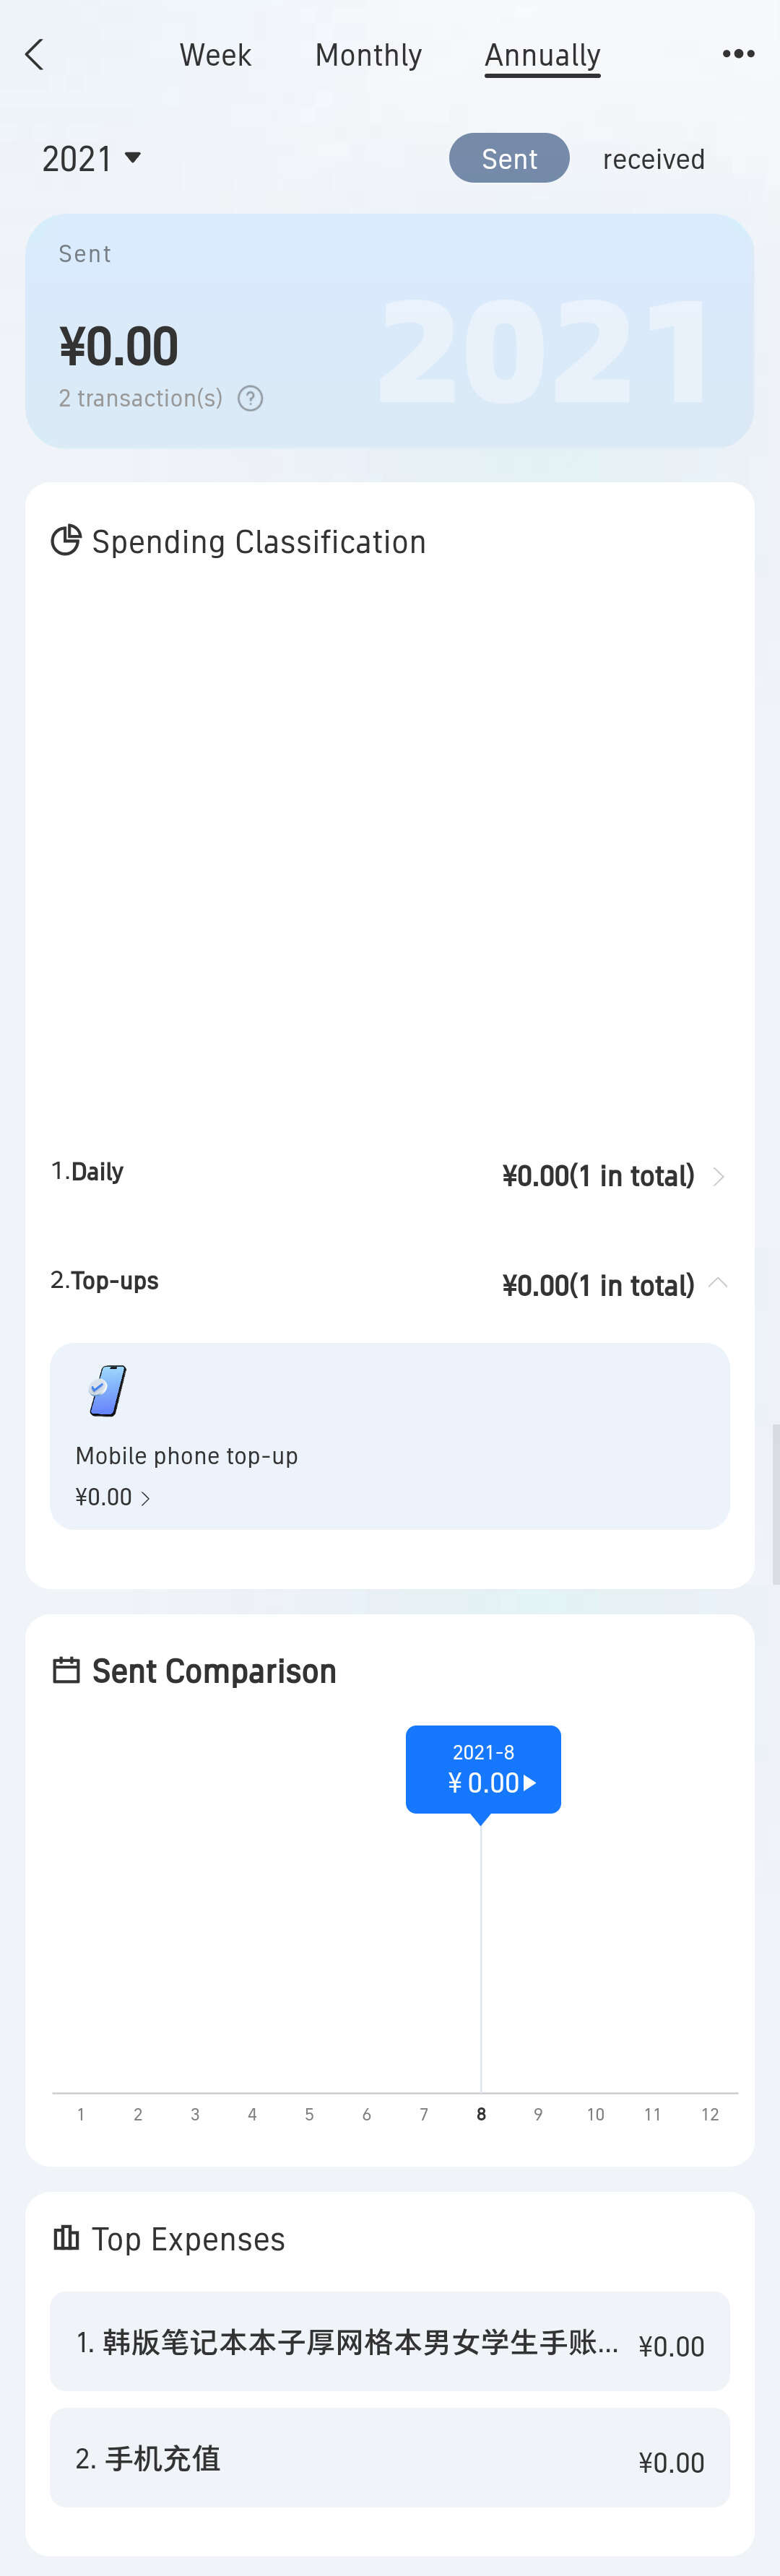 Week Monthly Annually
2021 Sent received
Sent
¥0.00
2021
2 transaction(s) ?
Spending Classification
1.Daily ¥0.00(1 in total)
2.Top-ups ¥0.00(1 in total)
Mobile phone top-up
¥0.00
Sent Comparison
2021-8
¥ 0.00
1 2 3 4 5 6 7 8 9 10 11 12
Top Expenses
1. 韩版笔记本本子厚网格本男女学生手账... ¥0.00
2. 手机充值 ¥0.00